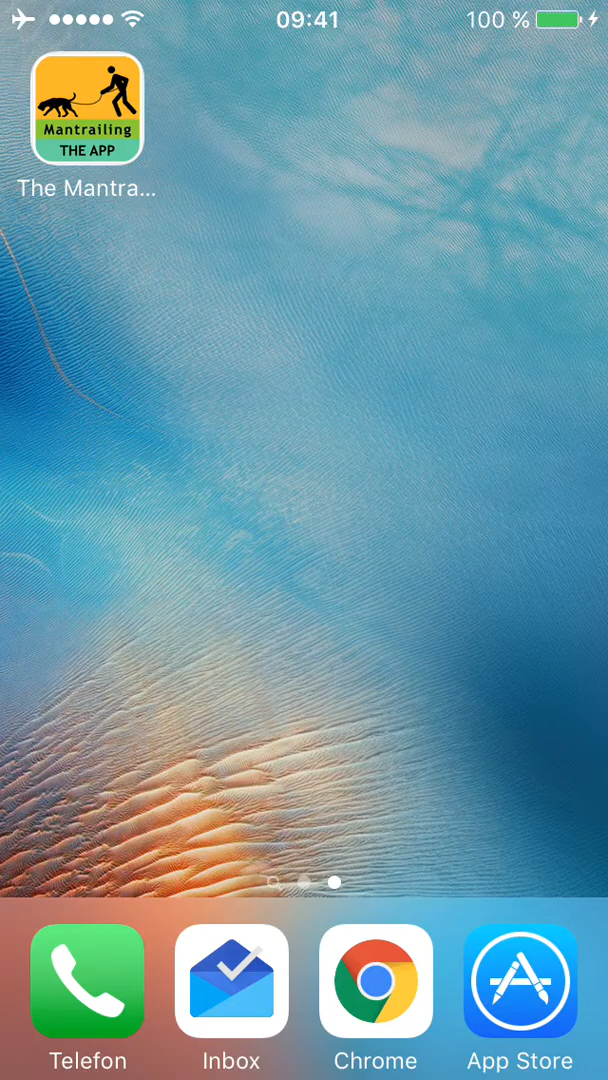 09:41
100 %
Mantrailing
THE APP
The Mantra...
Telefon
Inbox
Chrome
App Store